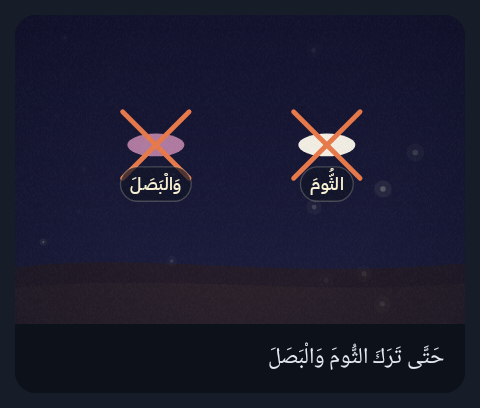 الثُّومَ
وَالْبَصَلَ
حَتَّى تَرَكَ الثُّومَ وَالْبَصَلَ